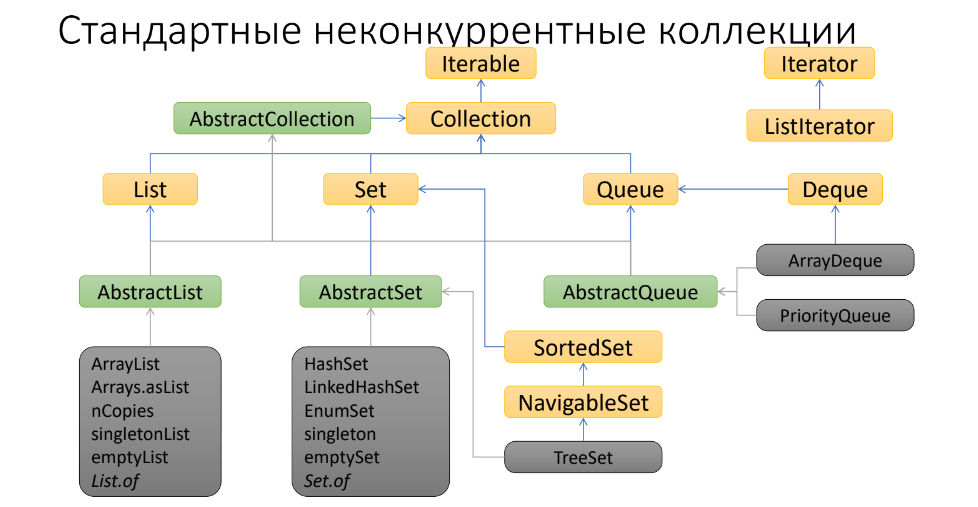 Стандартные неконкуррентные коллекции
Iterable
Iterator
AbstractCollection
Collection
ListIterator
List
Set
Queue
Deque
ArrayDeque
AbstractList
AbstractSet
AbstractQueue
PriorityQueue
SortedSet
ArrayList
Arrays.asList
nCopies
singletonList
emptyList
List.of
HashSet
LinkedHashSet
EnumSet
singleton
emptySet
Set.of
NavigableSet
TreeSet